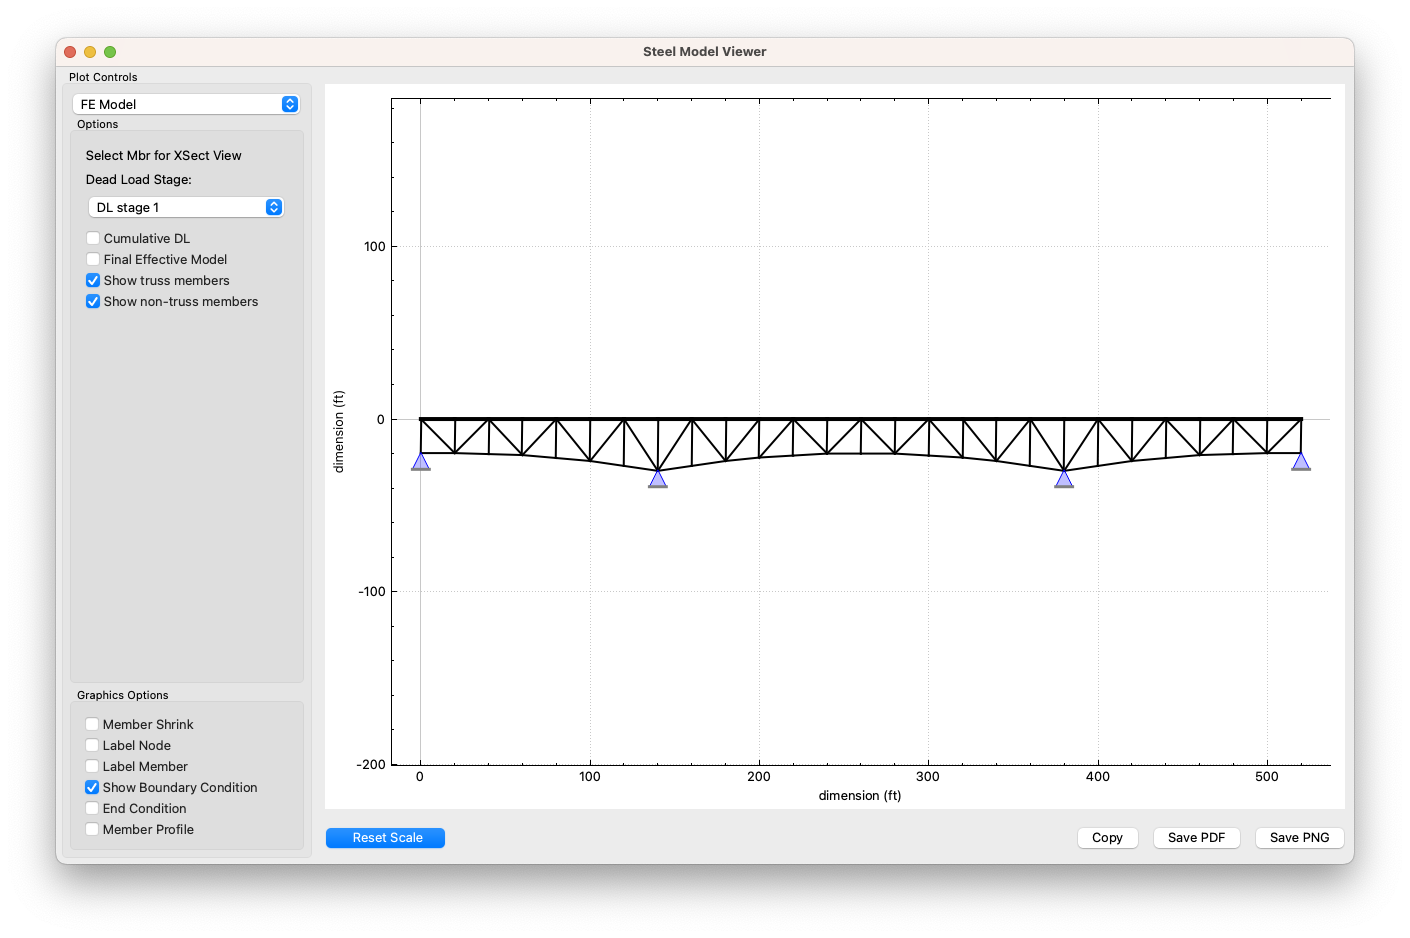 Steel Model Viewer
Plot Controls
FE Model
Options
Select Mbr for XSect View
Dead Load Stage:
DL stage 1
Cumulative DL
Final Effective Model
Show truss members
Show non-truss members
Graphics Options
Member Shrink
Label Node
Label Member
Show Boundary Condition
End Condition
Member Profile
dimension (ft)
100
0
-100
-200
0 100 200 300 400 500
dimension (ft)
Reset Scale Copy Save PDF Save PNG